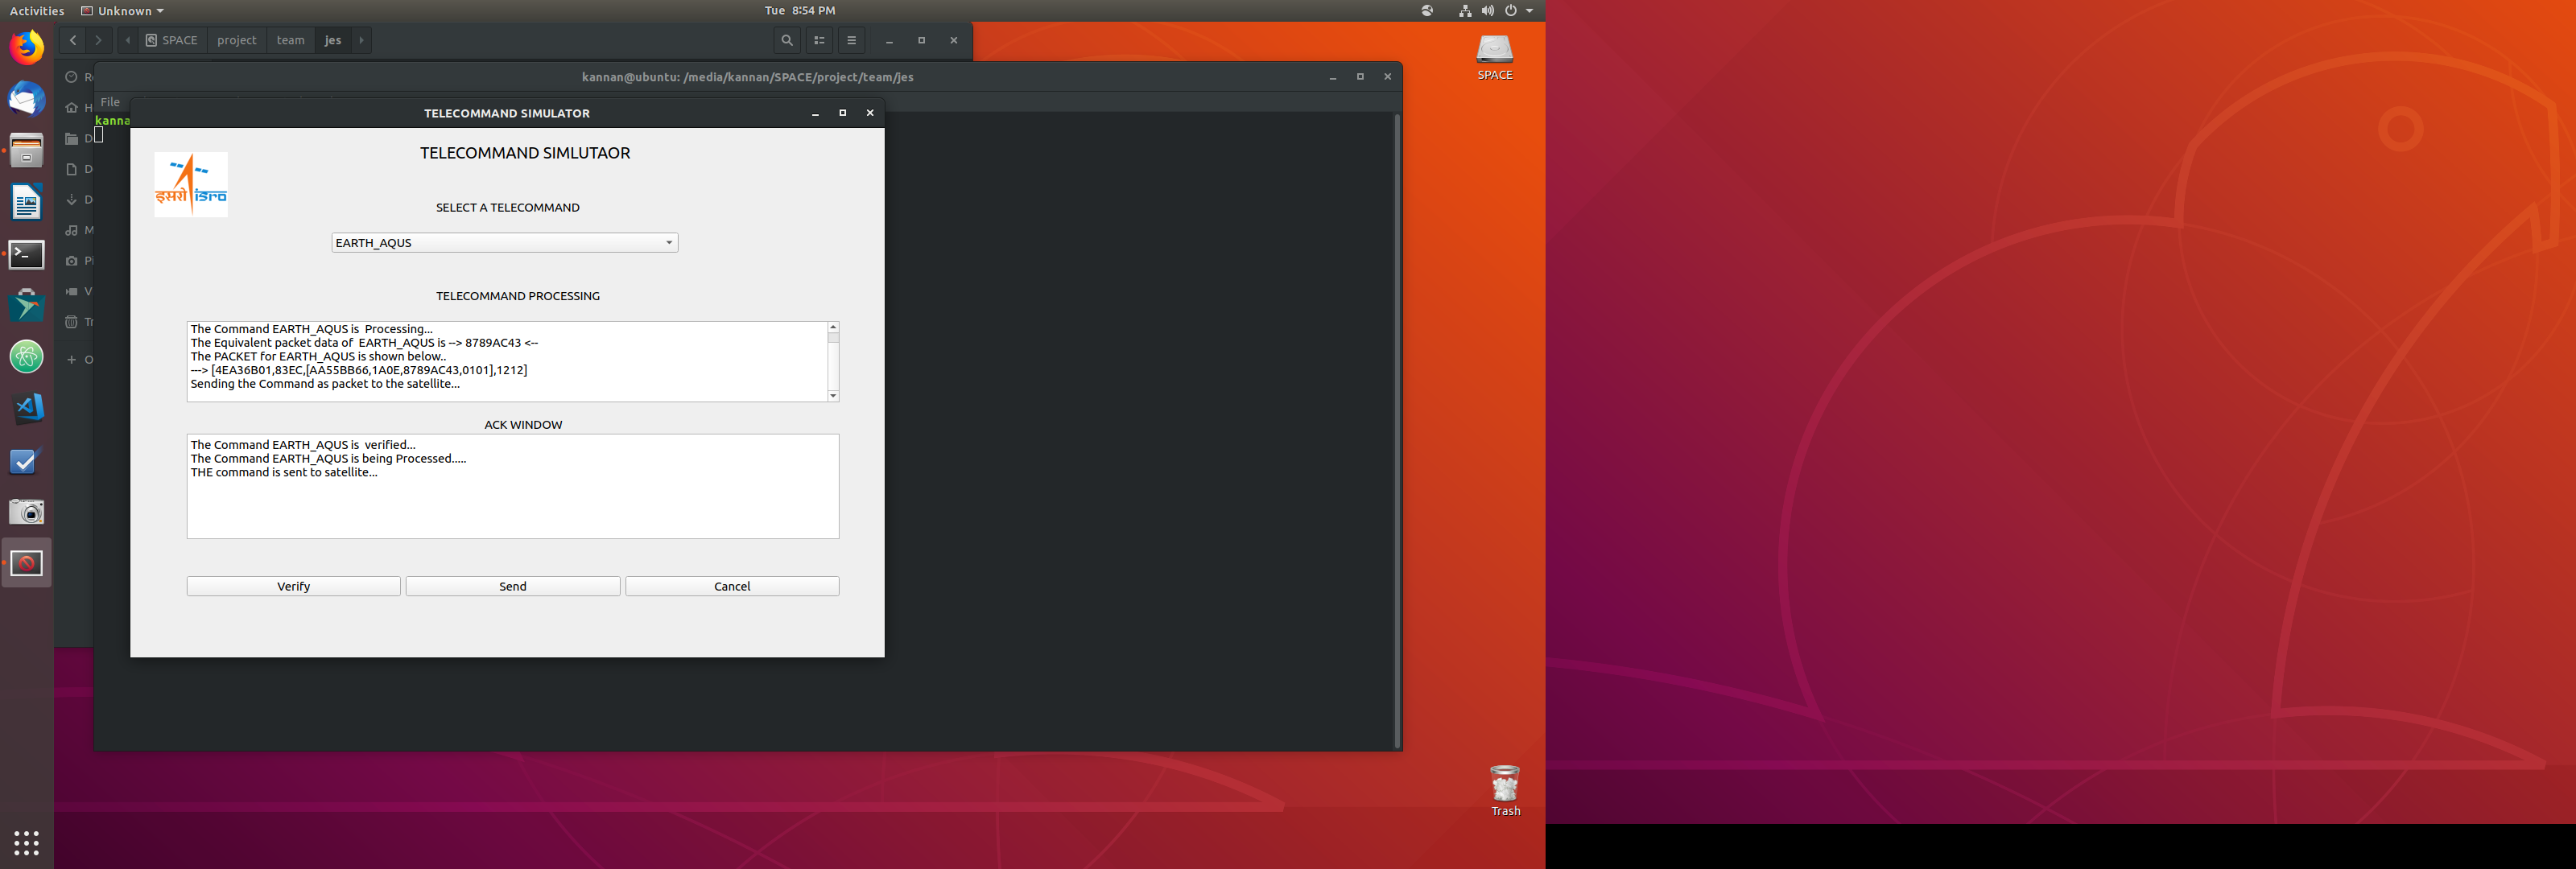 Activities
Unknown
Tue 8:54 PM
SPACE
project
team
jes
kannan@ubuntu: /media/kannan/SPACE/project/team/jes
File
kanna
TELECOMMAND SIMULATOR
TELECOMMAND SIMLUTAOR
इसरो isro
SELECT A TELECOMMAND
EARTH_AQUS
TELECOMMAND PROCESSING
The Command EARTH_AQUS is  Processing...
The Equivalent packet data of  EARTH_AQUS is --> 8789AC43 <--
The PACKET for EARTH_AQUS is shown below..
---> [4EA36B01,83EC,[AA55BB66,1A0E,8789AC43,0101],1212]
Sending the Command as packet to the satellite...
ACK WINDOW
The Command EARTH_AQUS is  verified...
The Command EARTH_AQUS is being Processed.....
THE command is sent to satellite...
Verify
Send
Cancel
SPACE
Trash